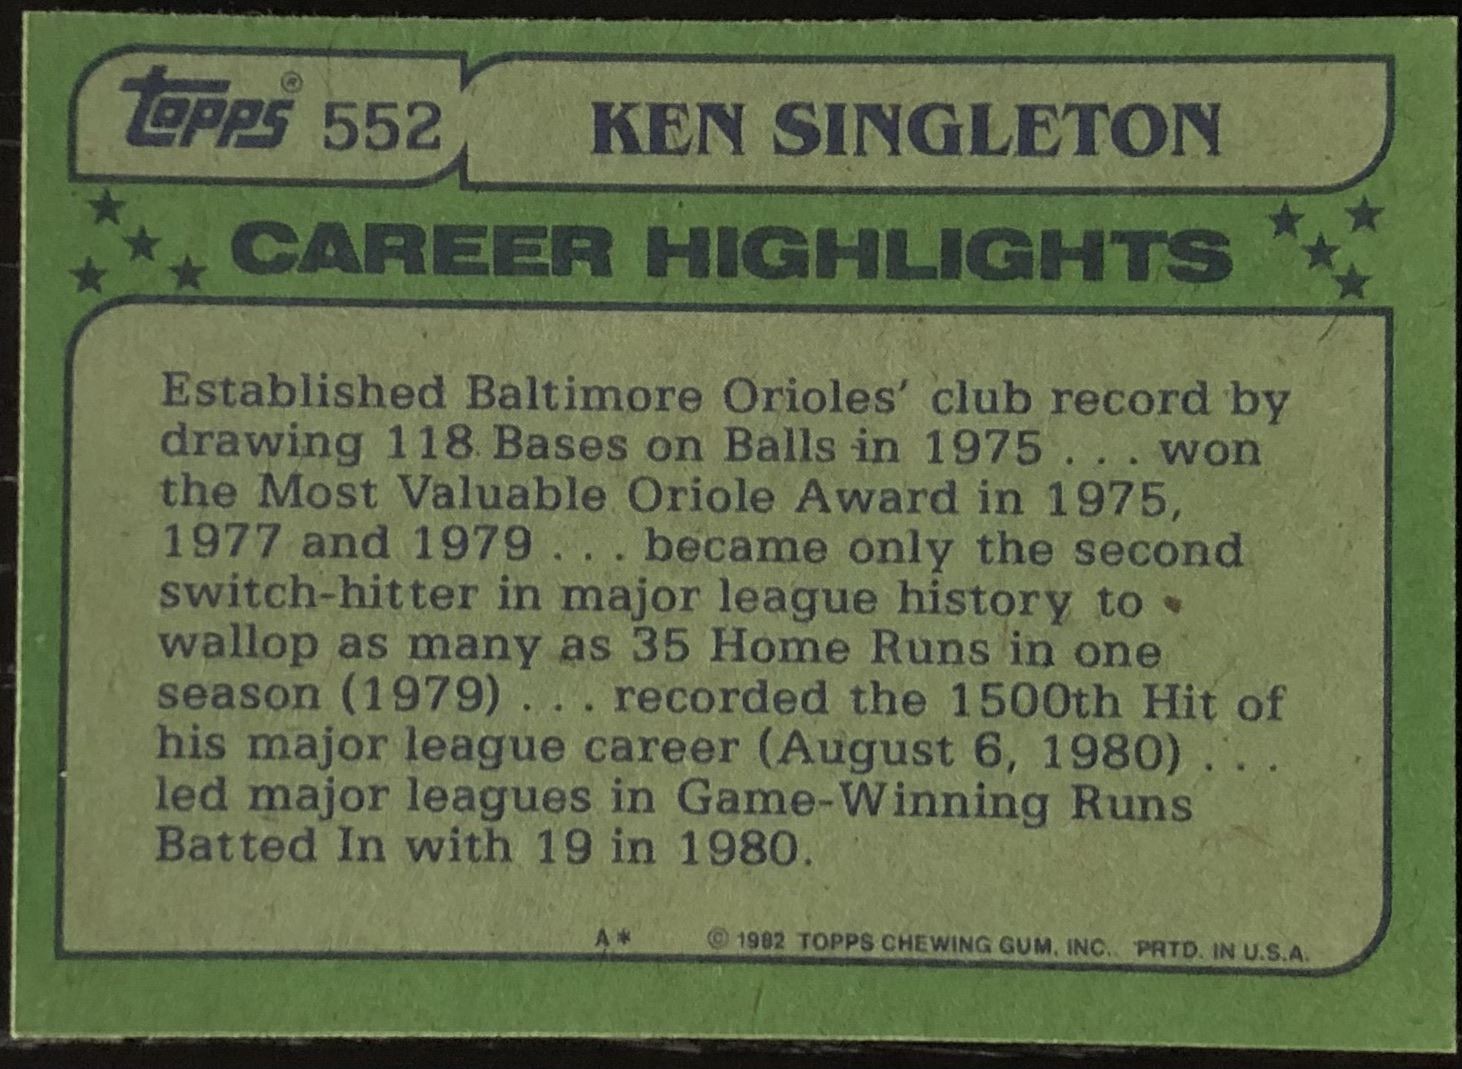 topps® 552 KEN SINGLETON
CAREER HIGHLIGHTS
Established Baltimore Orioles' club record by
drawing 118 Bases on Balls in 1975 . . . won
the Most Valuable Oriole Award in 1975,
1977 and 1979 . . . became only the second
switch-hitter in major league history to
wallop as many as 35 Home Runs in one
season (1979) . . . recorded the 1500th Hit of
his major league career (August 6, 1980) . . .
led major leagues in Game-Winning Runs
Batted In with 19 in 1980.
A* © 1982 TOPPS CHEWING GUM, INC. PRTD. IN U.S.A.